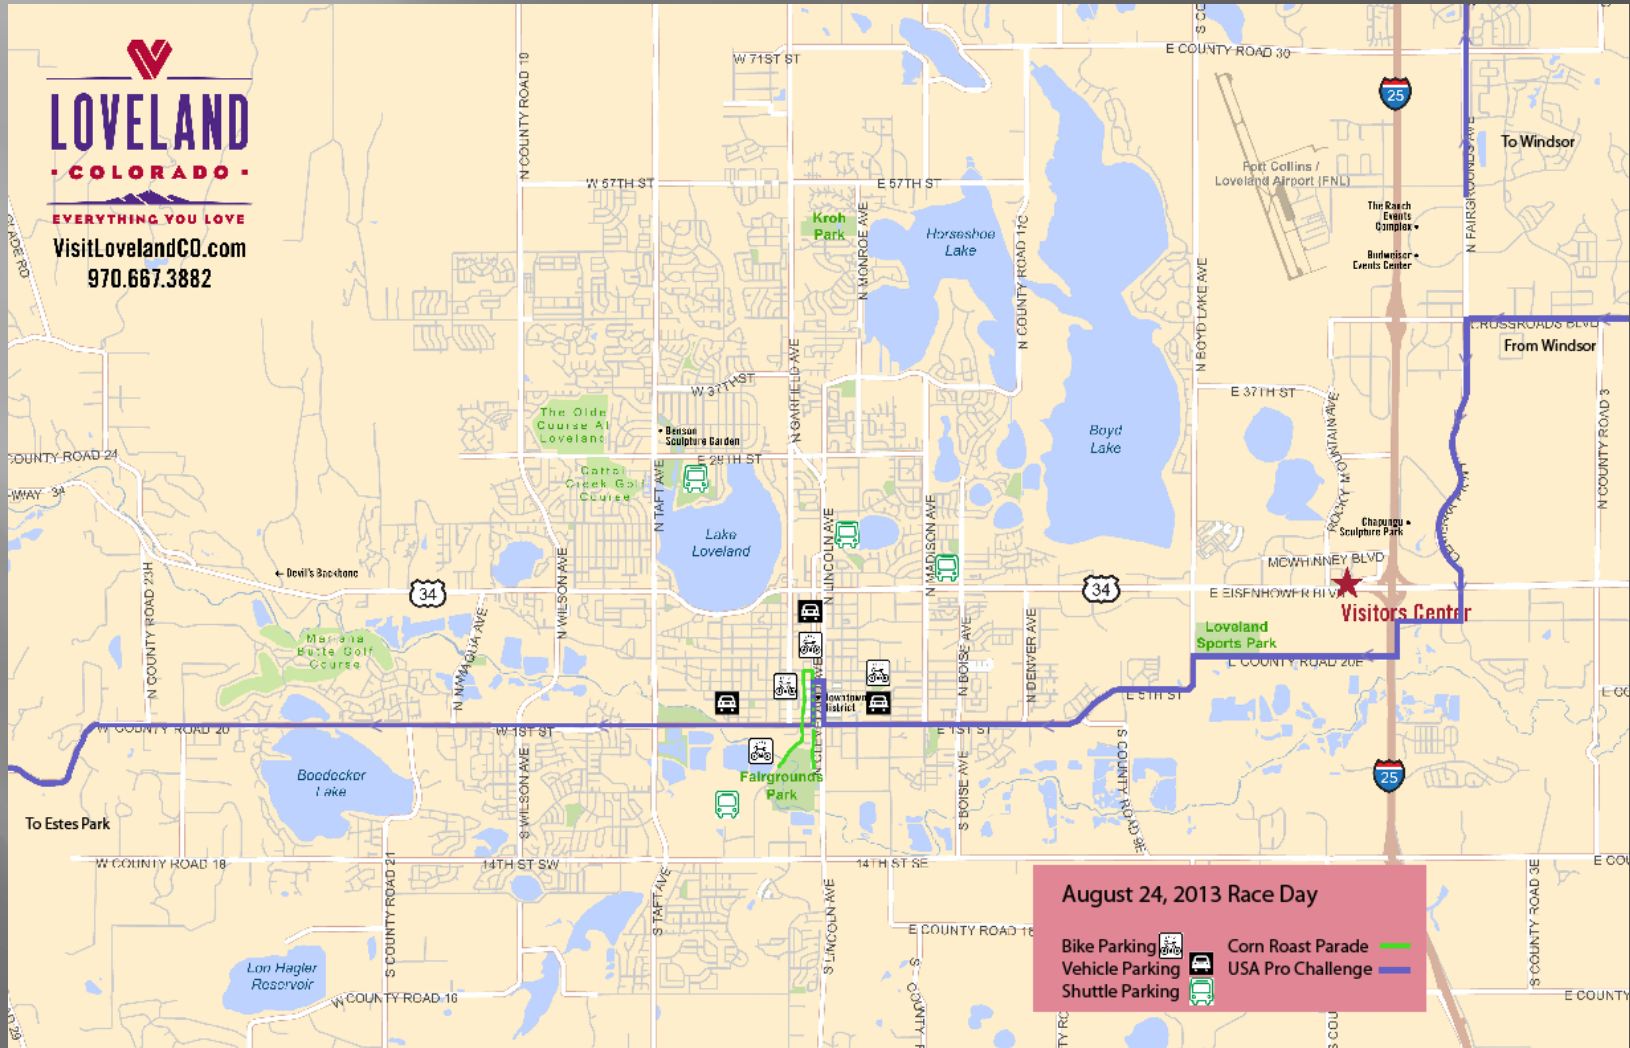 LOVELAND
• COLORADO •
EVERYTHING YOU LOVE
VisitLovelandCO.com
970.667.3882
W 71ST ST
E COUNTY ROAD 30
N COUNTY ROAD 19
25
To Windsor
Fort Collins /
Loveland Airport (FNL)
The Ranch
Events
Complex
Budweiser
Events Center
N FAIRGROUNDS AVE
W 57TH ST
E 57TH ST
Kroh
Park
N MONROE AVE
Horseshoe
Lake
N COUNTY ROAD 11C
N BOYD LAKE AVE
GLADE RD
CROSSROADS BLVD
From Windsor
W 37TH ST
E 37TH ST
N GARFIELD AVE
The Olde
Course At
Loveland
Benson
Sculpture Garden
E 29TH ST
Cattail
Creek Golf
Course
N TAFT AVE
Boyd
Lake
ROCKY MOUNTAIN AVE
N COUNTY ROAD 3
COUNTY ROAD 24
34
Lake
Loveland
N LINCOLN AVE
N MADISON AVE
Chapungu
Sculpture Park
MCWHINNEY BLVD
Devil's Backbone
34
34
E EISENHOWER BLV
Visitors Center
N COUNTY ROAD 23H
N WILSON AVE
Mariana
Butte Golf
Course
N NAMAQUA AVE
Loveland
Sports Park
E COUNTY ROAD 20E
N BOISE AVE
N DENVER AVE
E 5TH ST
Downtown
District
N CLEVELAND AVE
W COUNTY ROAD 20
W 1ST ST
E 1ST ST
Boedecker
Lake
Fairgrounds
Park
S WILSON AVE
S BOISE AVE
S COUNTY ROAD 9E
25
To Estes Park
W COUNTY ROAD 18
14TH ST SW
14TH ST SE
S COUNTY ROAD 21
S TAFT AVE
S LINCOLN AVE
E COUNTY ROAD 18
Lon Hagler
Reservoir
W COUNTY ROAD 16
S COUNTY ROAD 3E
E COUNTY
August 24, 2013 Race Day
Bike Parking
Corn Roast Parade
Vehicle Parking
USA Pro Challenge
Shuttle Parking